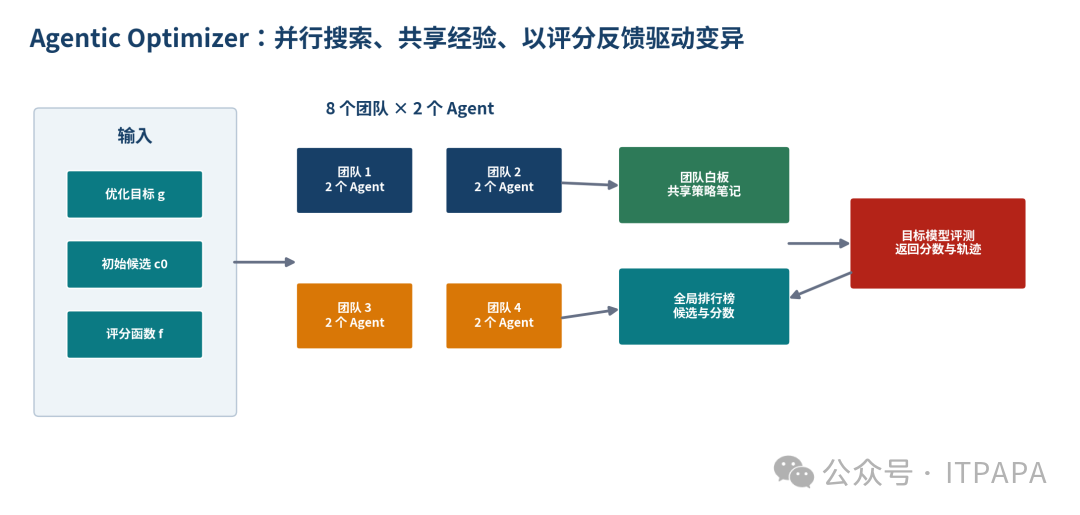 Agentic Optimizer：并行搜索、共享经验、以评分反馈驱动变异
8 个团队 × 2 个 Agent
输入
优化目标 g
初始候选 c0
评分函数 f
团队 1
2 个 Agent
团队 2
2 个 Agent
团队 3
2 个 Agent
团队 4
2 个 Agent
团队白板
共享策略笔记
全局排行榜
候选与分数
目标模型评测
返回分数与轨迹
公众号 · ITPAPA